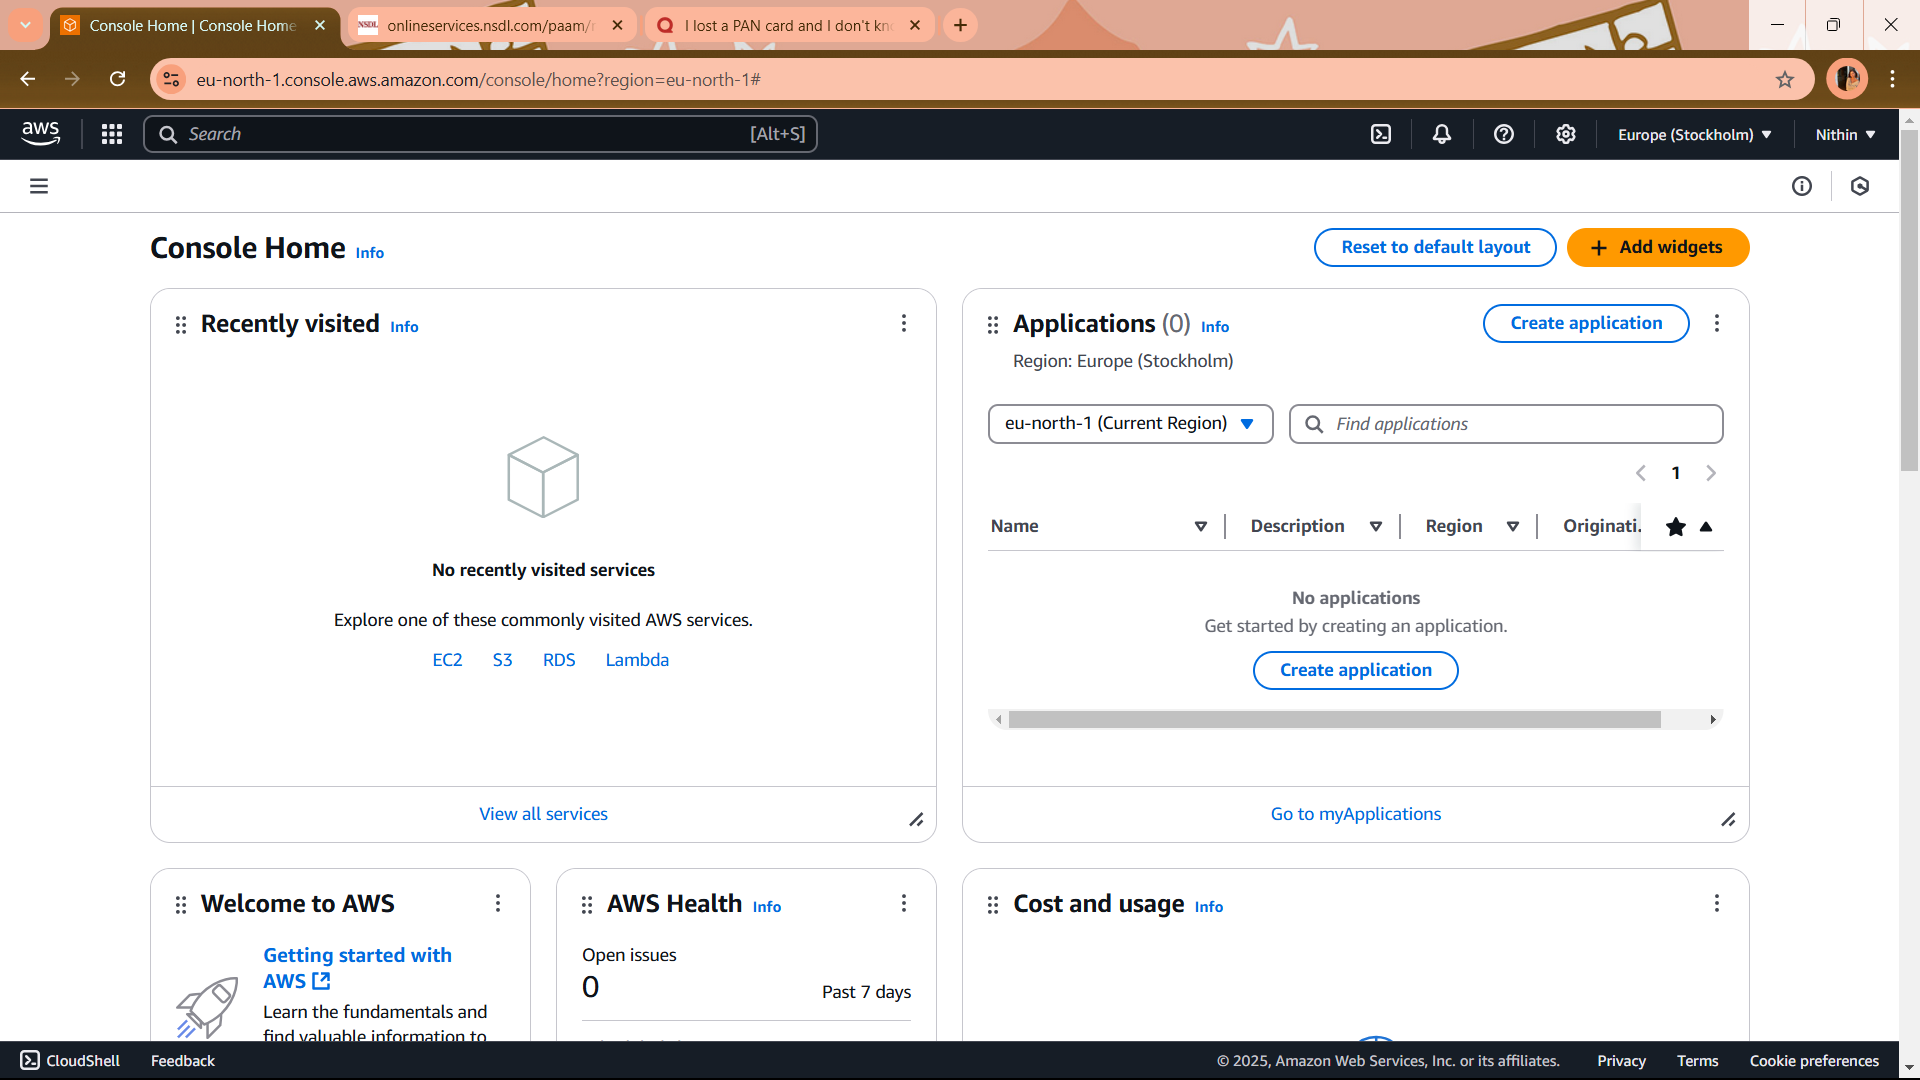 Console Home | Console Home
onlineservices.nsdl.com/paam/
I lost a PAN card and I don't
eu-north-1.console.aws.amazon.com/console/home?region=eu-north-1#
aws
Search
[Alt+S]
Europe (Stockholm)
Nithin
Console Home Info
Reset to default layout
+ Add widgets
Recently visited Info
No recently visited services
Explore one of these commonly visited AWS services.
EC2 S3 RDS Lambda
View all services
Applications (0) Info
Create application
Region: Europe (Stockholm)
eu-north-1 (Current Region)
Find applications
1
Name Description Region Originati.
No applications
Get started by creating an application.
Create application
Go to myApplications
Welcome to AWS
Getting started with
AWS
Learn the fundamentals and
find valuable information to
AWS Health Info
Open issues
0
Past 7 days
Cost and usage Info
CloudShell
Feedback
© 2025, Amazon Web Services, Inc. or its affiliates.
Privacy
Terms
Cookie preferences